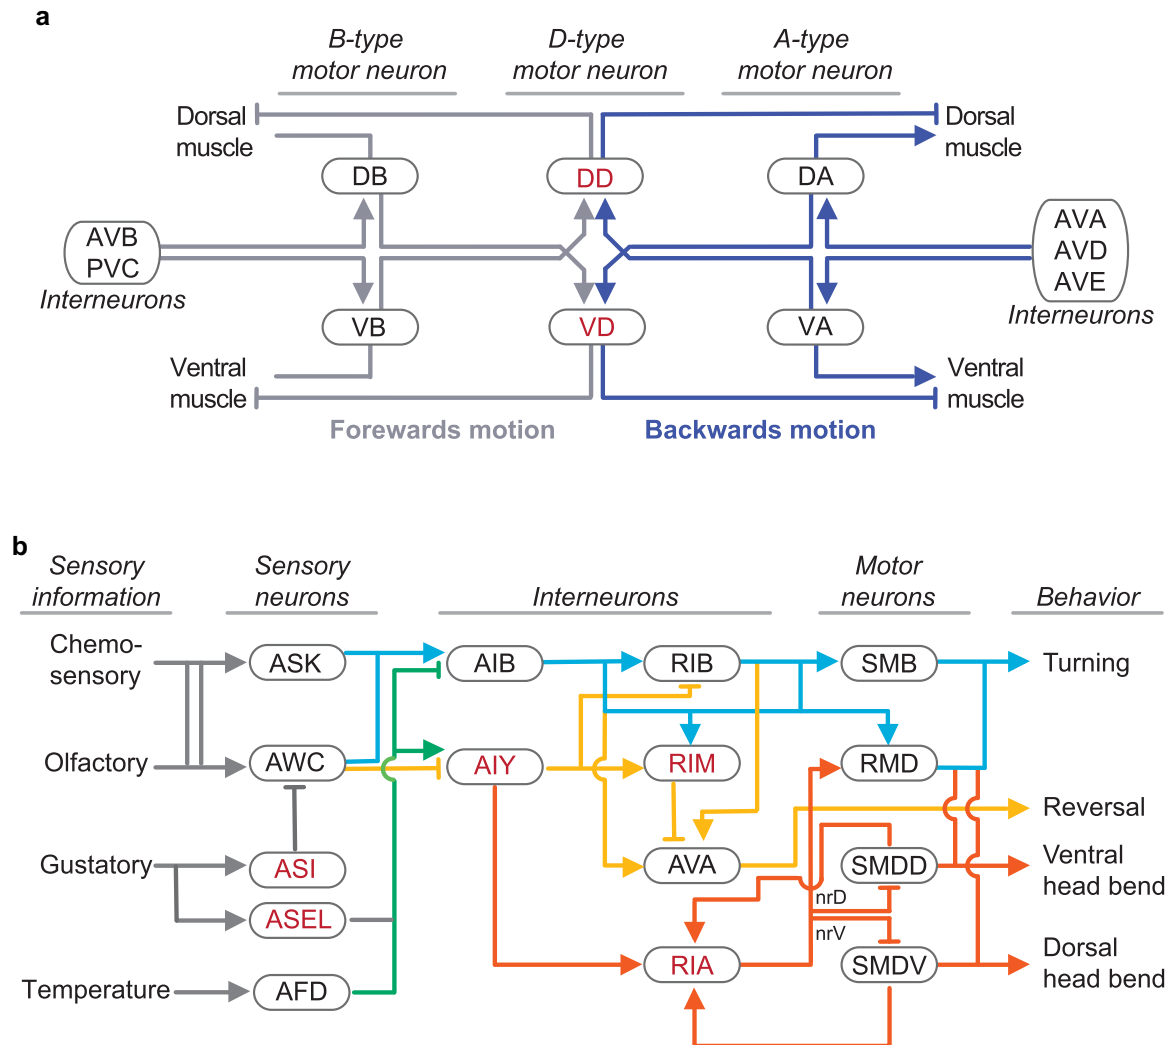 a
B-type
motor neuron
D-type
motor neuron
A-type
motor neuron
Dorsal
muscle
Dorsal
muscle
DB
DD
DA
AVB
PVC
Interneurons
AVA
AVD
AVE
Interneurons
VB
VD
VA
Ventral
muscle
Ventral
muscle
Forewards motion
Backwards motion
b
Sensory
information
Sensory
neurons
Interneurons
Motor
neurons
Behavior
Chemo-
sensory
ASK
AIB
RIB
SMB
Turning
Olfactory
AWC
AIY
RIM
RMD
Reversal
Gustatory
ASI
AVA
SMDD
Ventral
head bend
ASEL
nrD
nrV
RIA
SMDV
Dorsal
head bend
Temperature
AFD